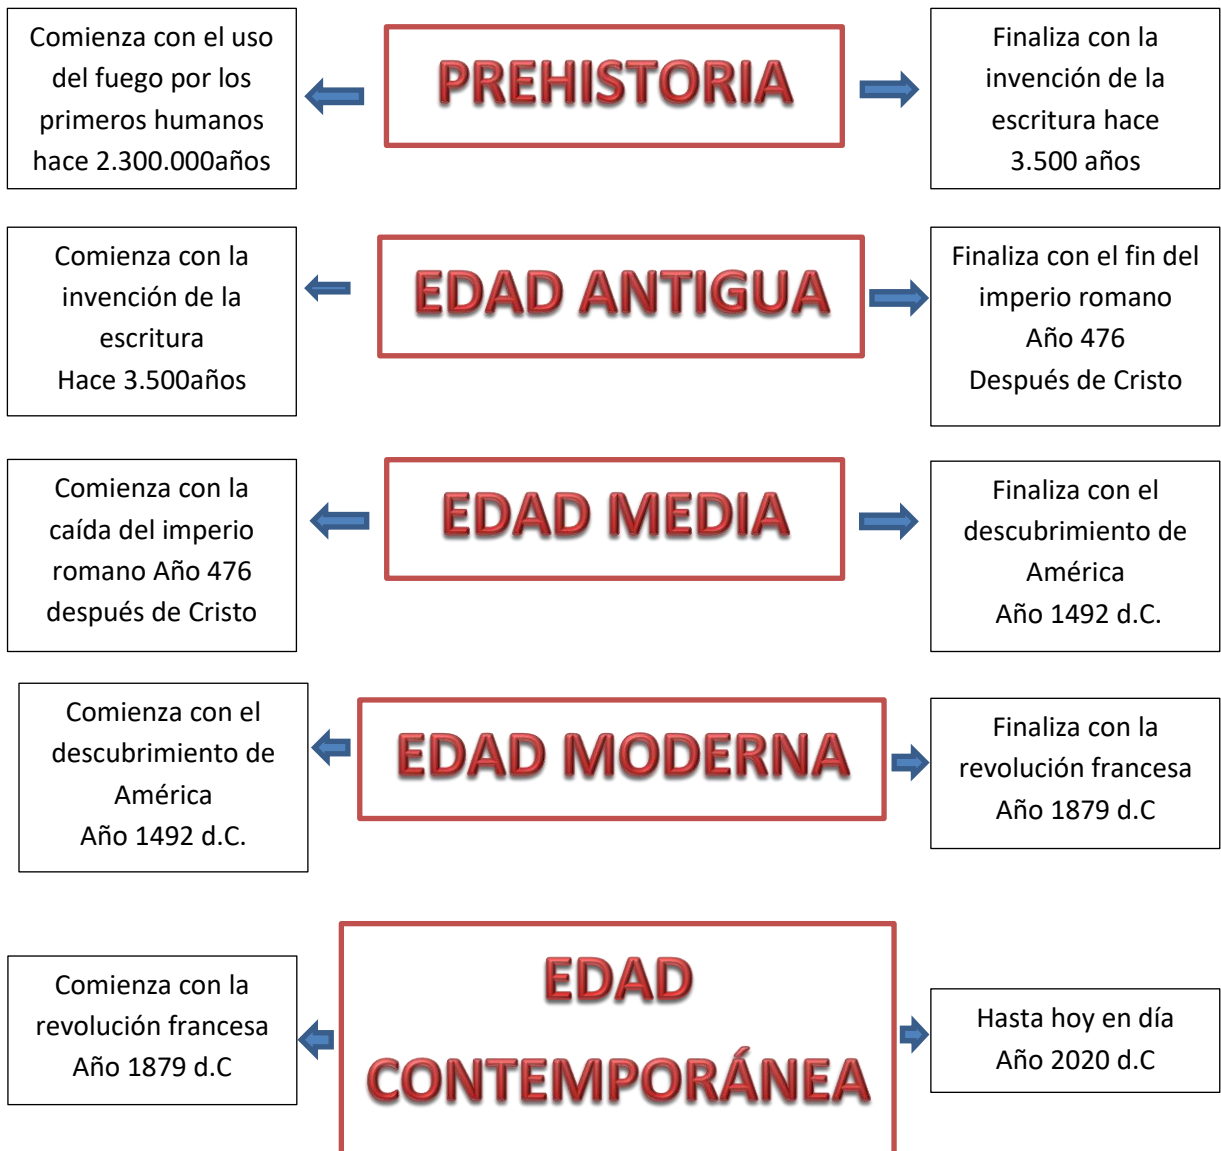 Comienza con el uso
del fuego por los
primeros humanos
hace 2.300.000años
PREHISTORIA
Finaliza con la
invención de la
escritura hace
3.500 años
Comienza con la
invención de la
escritura
Hace 3.500años
EDAD ANTIGUA
Finaliza con el fin del
imperio romano
Año 476
Después de Cristo
Comienza con la
caída del imperio
romano Año 476
después de Cristo
EDAD MEDIA
Finaliza con el
descubrimiento de
América
Año 1492 d.C.
Comienza con el
descubrimiento de
América
Año 1492 d.C.
EDAD MODERNA
Finaliza con la
revolución francesa
Año 1879 d.C
Comienza con la
revolución francesa
Año 1879 d.C
EDAD
CONTEMPORÁNEA
Hasta hoy en día
Año 2020 d.C